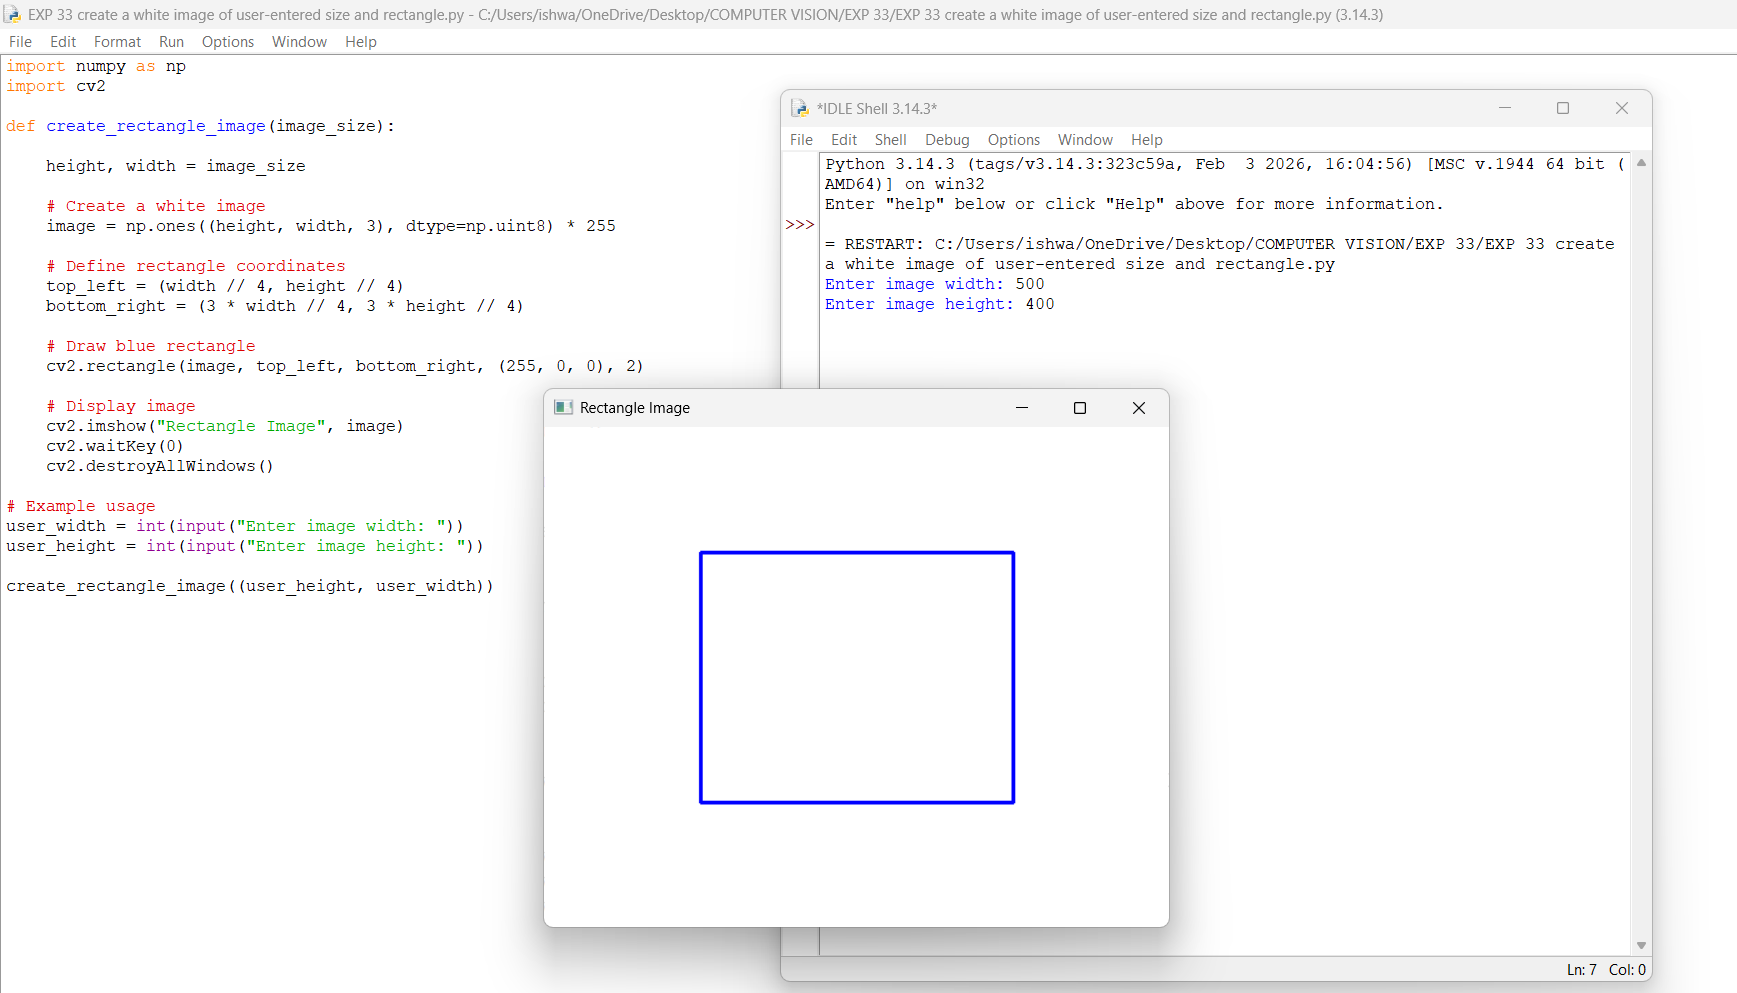 EXP 33 create a white image of user-entered size and rectangle.py - C:/Users/ishwa/OneDrive/Desktop/COMPUTER VISION/EXP 33/EXP 33 create a white image of user-entered size and rectangle.py (3.14.3)
File Edit Format Run Options Window Help
import numpy as np
import cv2

def create_rectangle_image(image_size):

    height, width = image_size

    # Create a white image
    image = np.ones((height, width, 3), dtype=np.uint8) * 255

    # Define rectangle coordinates
    top_left = (width // 4, height // 4)
    bottom_right = (3 * width // 4, 3 * height // 4)

    # Draw blue rectangle
    cv2.rectangle(image, top_left, bottom_right, (255, 0, 0), 2)

    # Display image
    cv2.imshow("Rectangle Image", image)
    cv2.waitKey(0)
    cv2.destroyAllWindows()

# Example usage
user_width = int(input("Enter image width: "))
user_height = int(input("Enter image height: "))

create_rectangle_image((user_height, user_width))
*IDLE Shell 3.14.3*
File Edit Shell Debug Options Window Help
Python 3.14.3 (tags/v3.14.3:323c59a, Feb  3 2026, 16:04:56) [MSC v.1944 64 bit (
AMD64)] on win32
Enter "help" below or click "Help" above for more information.
>>>
= RESTART: C:/Users/ishwa/OneDrive/Desktop/COMPUTER VISION/EXP 33/EXP 33 create
a white image of user-entered size and rectangle.py
Enter image width: 500
Enter image height: 400
Rectangle Image
Ln: 7 Col: 0